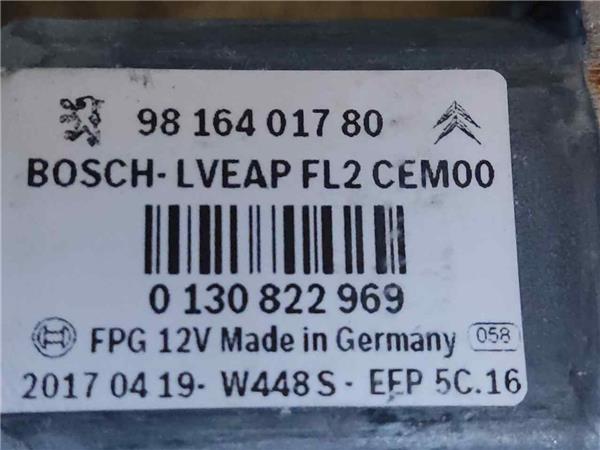 98 164 017 80
BOSCH- LVEAP FL2 CEM00
0 130 822 969
FPG 12V Made in Germany 058
2017 04 19- W448 S - EEP 5C.16